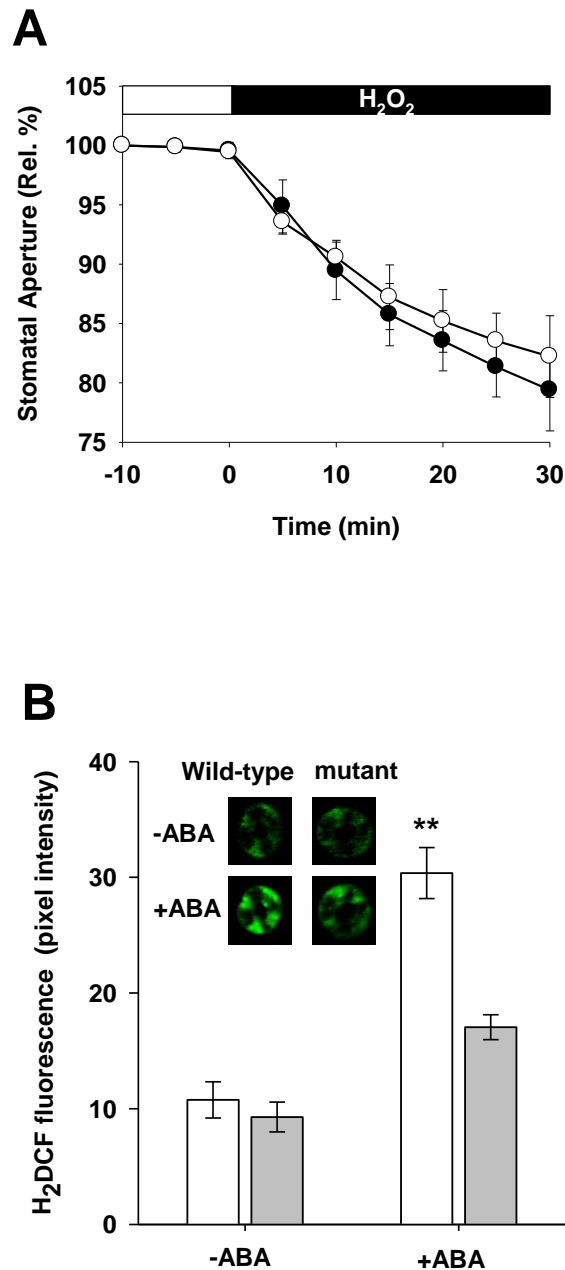 A
105
H₂O₂
100
95
90
85
80
75
Stomatal Aperture (Rel. %)
-10 0 10 20 30
Time (min)
B
40
Wild-type mutant
-ABA
**
30
+ABA
20
10
0
H₂DCF fluorescence (pixel intensity)
-ABA +ABA